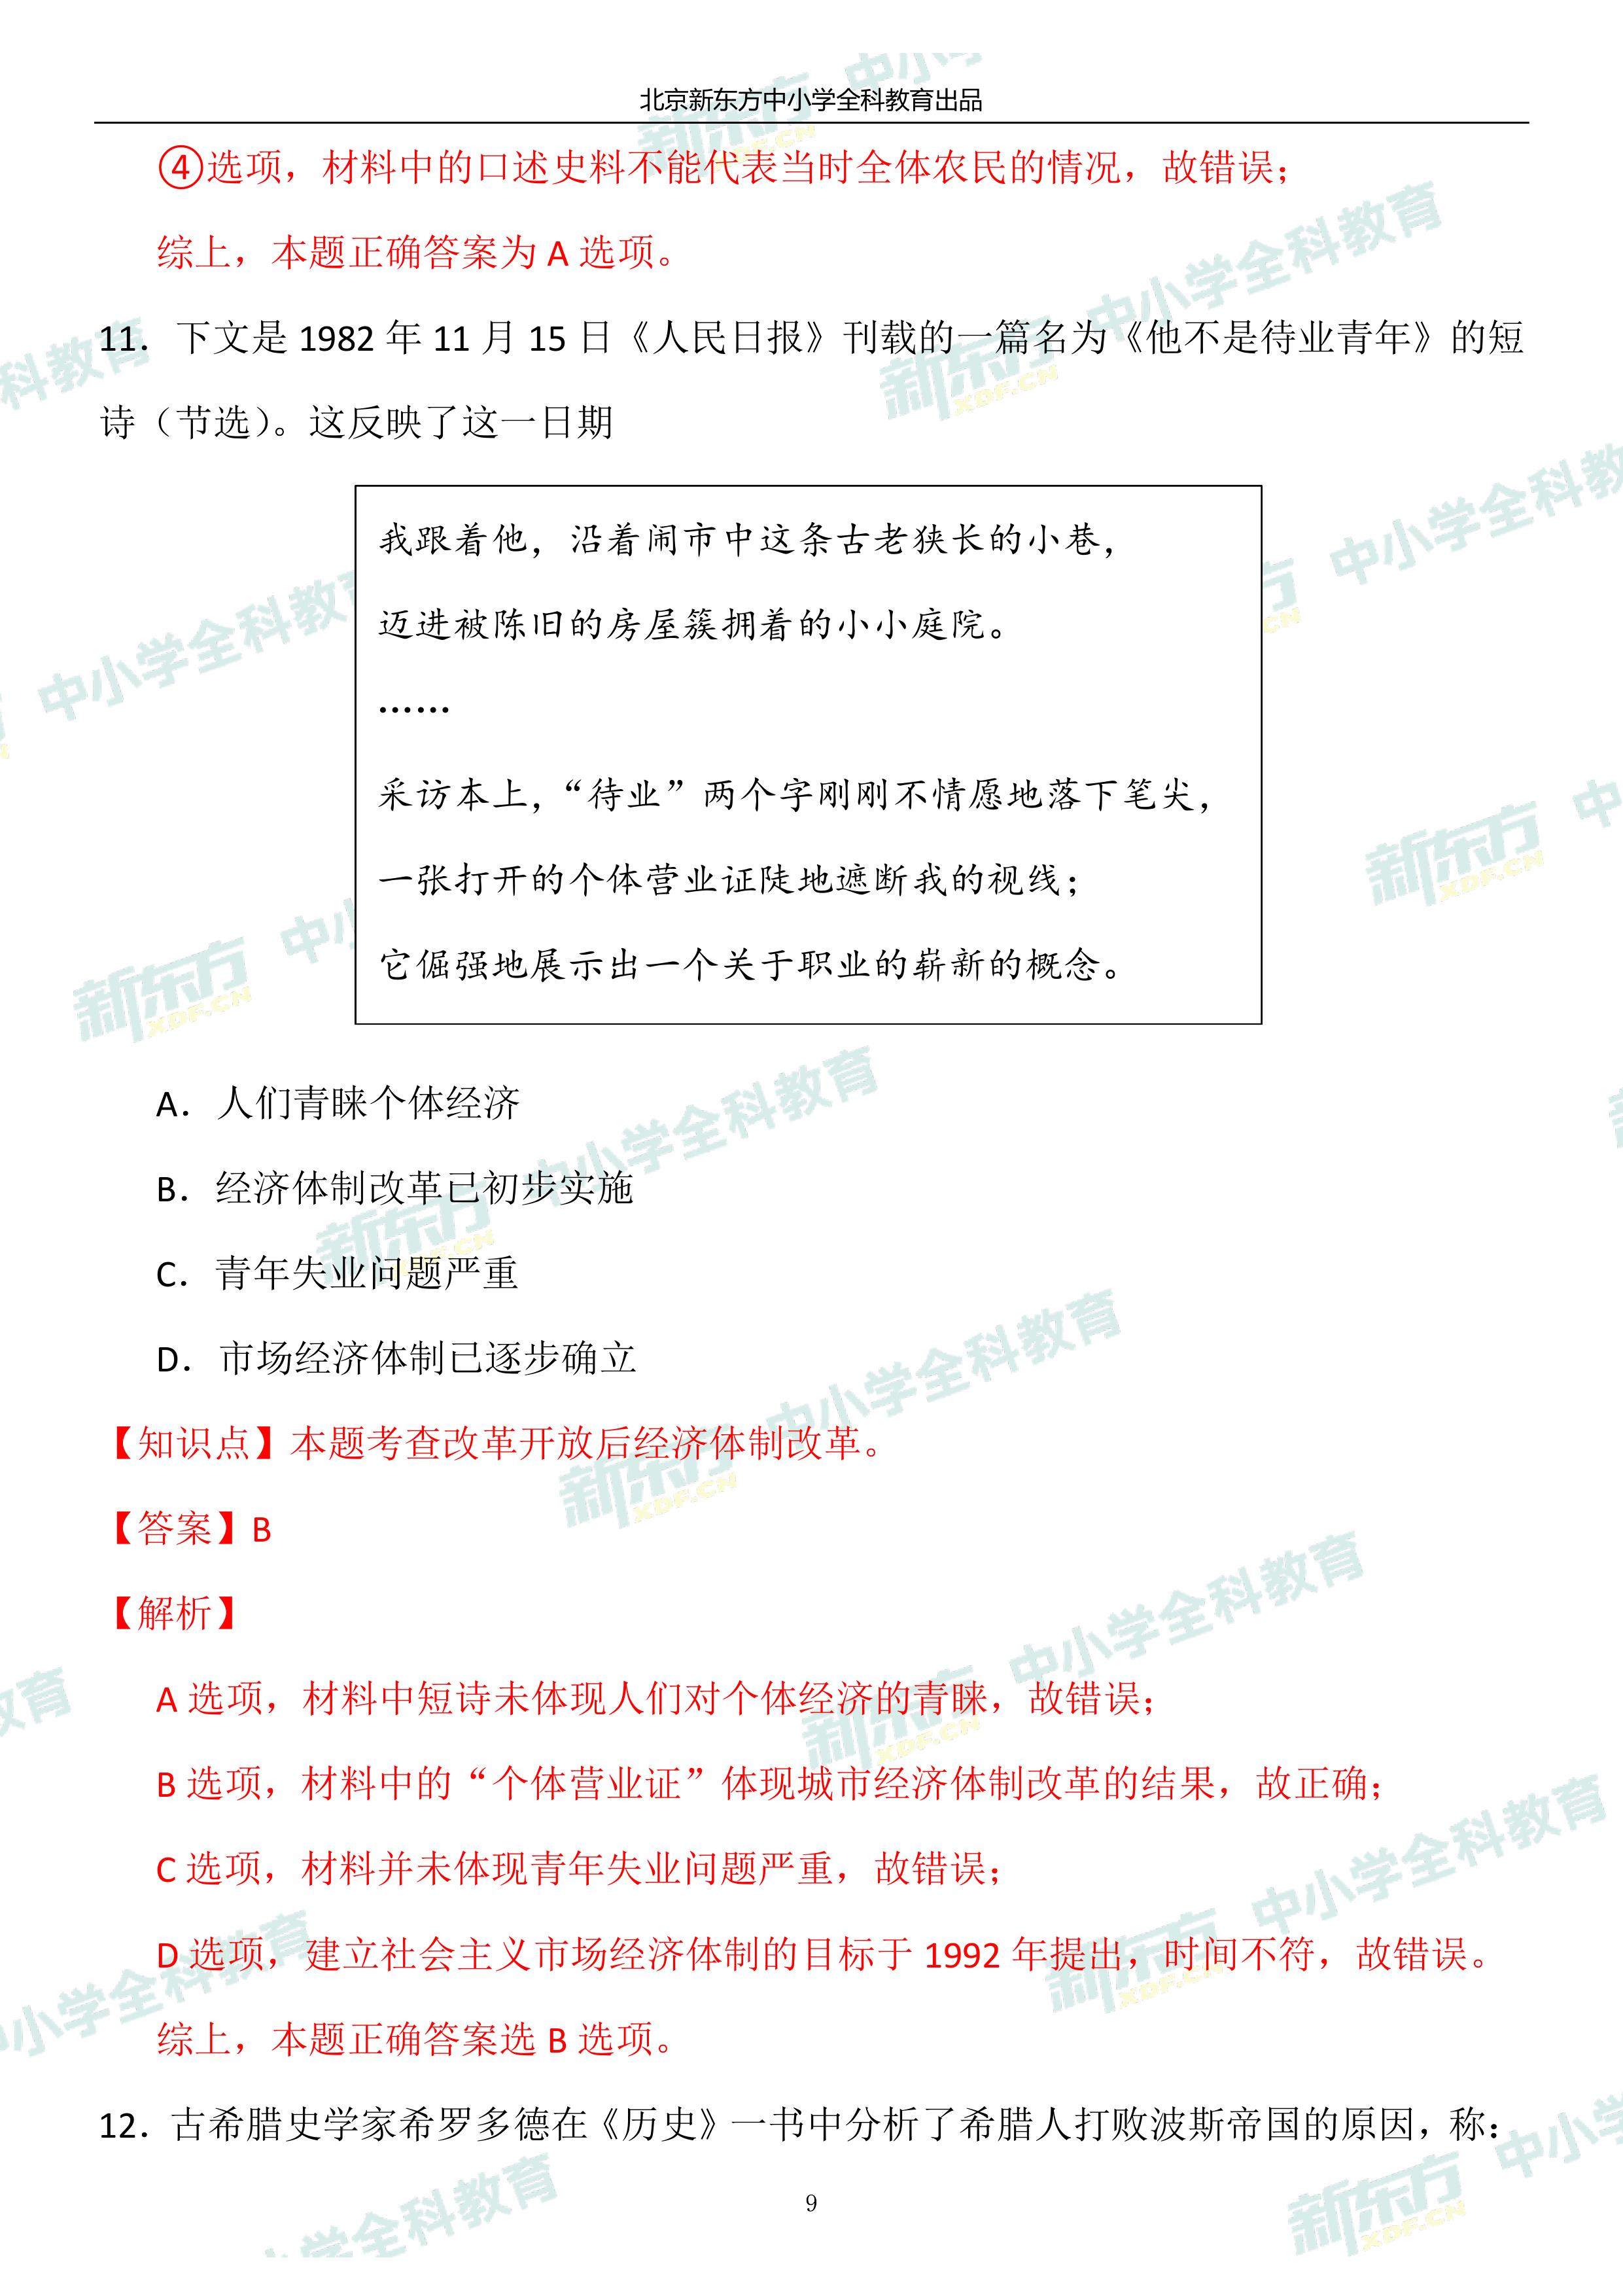 北京新东方中小学全科教育出品
④选项，材料中的口述史料不能代表当时全体农民的情况，故错误；
综上，本题正确答案为 A 选项。
11．下文是 1982 年 11 月 15 日《人民日报》刊载的一篇名为《他不是待业青年》的短
诗（节选）。这反映了这一日期
我跟着他，沿着闹市中这条古老狭长的小巷，
迈进被陈旧的房屋簇拥着的小小庭院。
……
采访本上，“待业”两个字刚刚不情愿地落下笔尖，
一张打开的个体营业证陡地遮断我的视线；
它倔强地展示出一个关于职业的崭新的概念。
A．人们青睐个体经济
B．经济体制改革已初步实施
C．青年失业问题严重
D．市场经济体制已逐步确立
【知识点】本题考查改革开放后经济体制改革。
【答案】B
【解析】
A 选项，材料中短诗未体现人们对个体经济的青睐，故错误；
B 选项，材料中的“个体营业证”体现城市经济体制改革的结果，故正确；
C 选项，材料并未体现青年失业问题严重，故错误；
D 选项，建立社会主义市场经济体制的目标于 1992 年提出，时间不符，故错误。
综上，本题正确答案选 B 选项。
12．古希腊史学家希罗多德在《历史》一书中分析了希腊人打败波斯帝国的原因，称：
9
新东方 XDF.CN 中小学全科教育